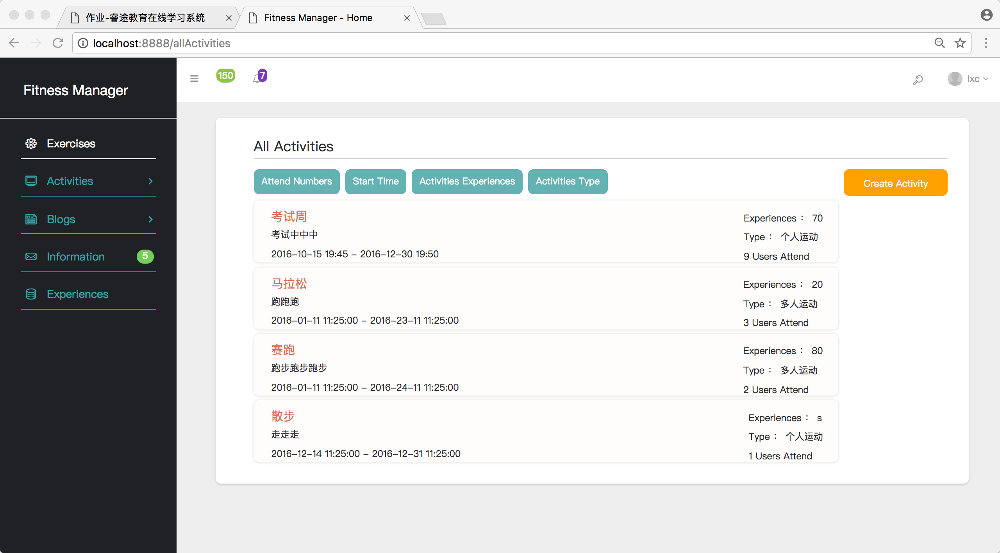 作业-睿途教育在线学习系统
Fitness Manager - Home
localhost:8888/allActivities
Fitness Manager
150
7
lxc
Exercises
Activities
Blogs
Information 5
Experiences
All Activities
Attend Numbers Start Time Activities Experiences Activities Type Create Activity
考试周
考试中中中
2016-10-15 19:45 - 2016-12-30 19:50
Experiences： 70
Type： 个人运动
9 Users Attend
马拉松
跑跑跑
2016-01-11 11:25:00 - 2016-23-11 11:25:00
Experiences： 20
Type： 多人运动
3 Users Attend
赛跑
跑步跑步跑步
2016-01-11 11:25:00 - 2016-24-11 11:25:00
Experiences： 80
Type： 多人运动
2 Users Attend
散步
走走走
2016-12-14 11:25:00 - 2016-12-31 11:25:00
Experiences： s
Type： 个人运动
1 Users Attend